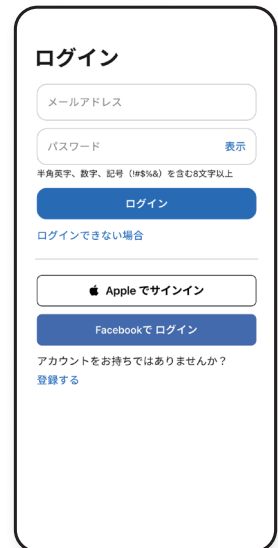 ログイン
メールアドレス
パスワード 表示
半角英字、数字、記号（!#$%&）を含む8文字以上
ログイン
ログインできない場合
Apple でサインイン
Facebookで ログイン
アカウントをお持ちではありませんか？
登録する